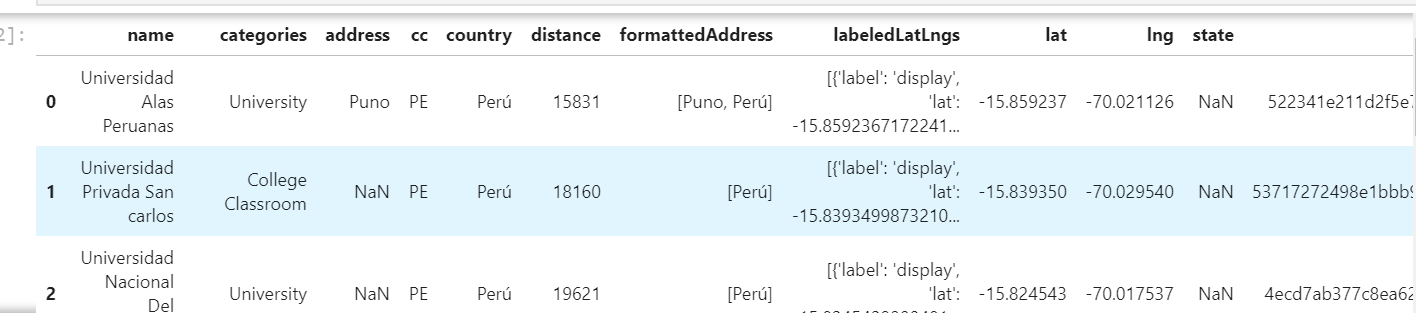 2]:
name categories address cc country distance formattedAddress labeledLatLngs lat lng state
0 Universidad Alas Peruanas University Puno PE Perú 15831 [Puno, Perú] [{'label': 'display', 'lat': -15.8592367172241... -15.859237 -70.021126 NaN 522341e211d2f5e7
1 Universidad Privada San carlos College Classroom NaN PE Perú 18160 [Perú] [{'label': 'display', 'lat': -15.8393499873210... -15.839350 -70.029540 NaN 53717272498e1bbb9
2 Universidad Nacional Del University NaN PE Perú 19621 [Perú] [{'label': 'display', 'lat': -15.824543 -70.017537 NaN 4ecd7ab377c8ea62